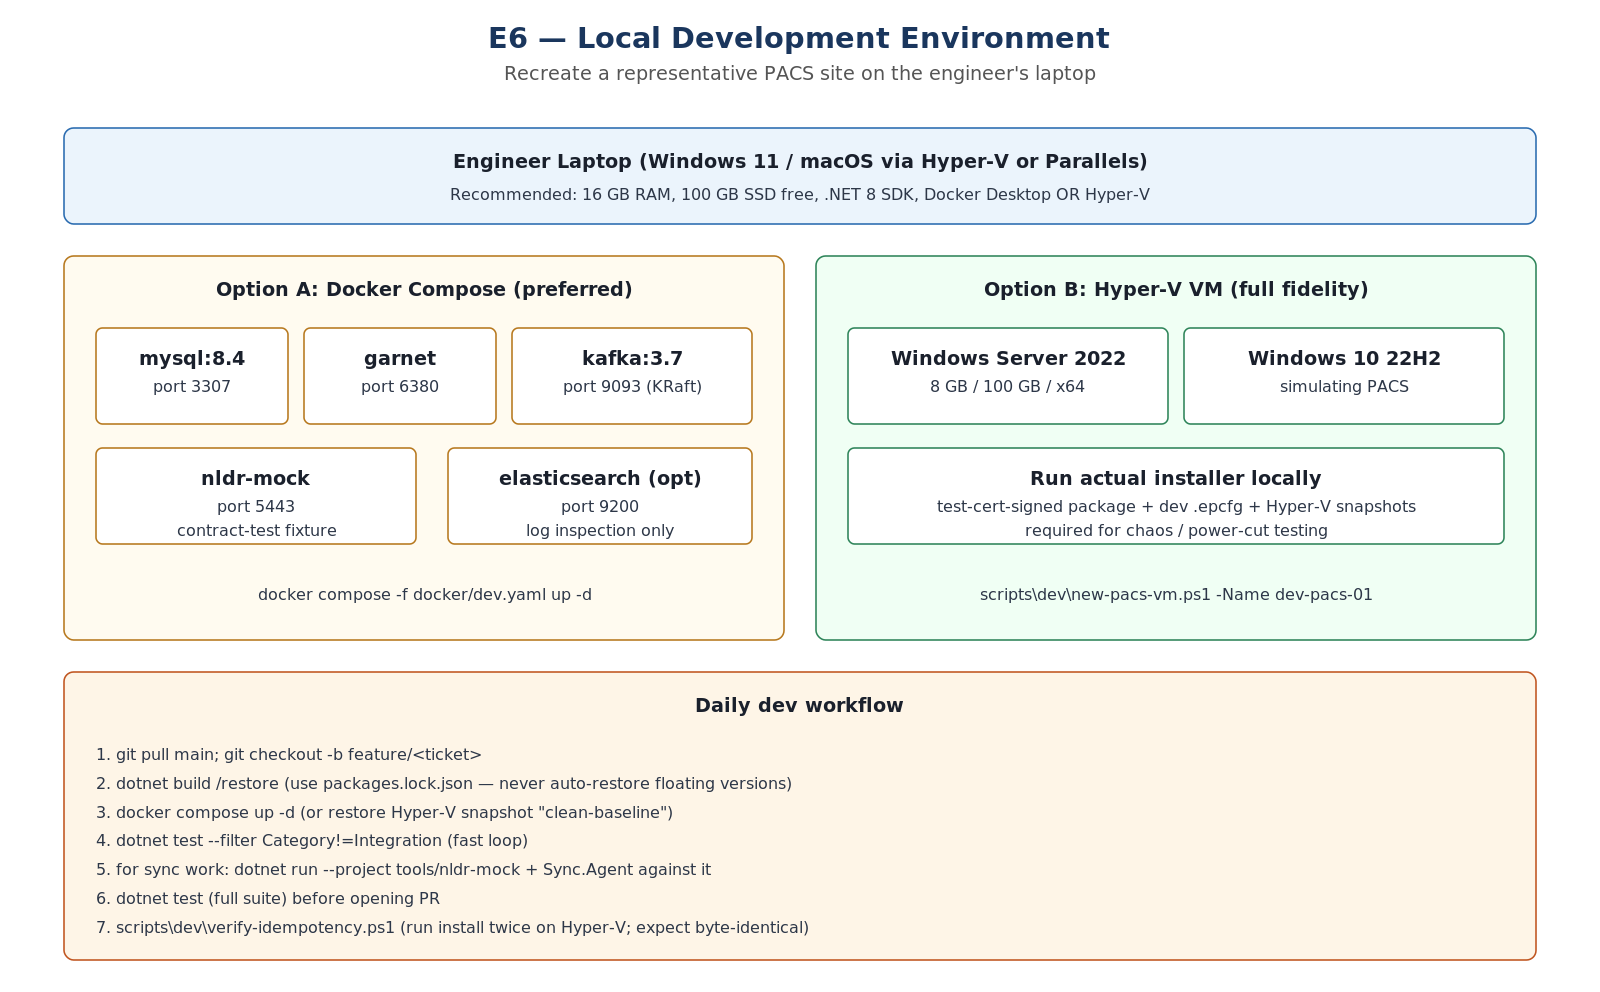 E6 — Local Development Environment
Recreate a representative PACS site on the engineer's laptop
Engineer Laptop (Windows 11 / macOS via Hyper-V or Parallels)
Recommended: 16 GB RAM, 100 GB SSD free, .NET 8 SDK, Docker Desktop OR Hyper-V
Option A: Docker Compose (preferred)
mysql:8.4
port 3307
garnet
port 6380
kafka:3.7
port 9093 (KRaft)
nldr-mock
port 5443
contract-test fixture
elasticsearch (opt)
port 9200
log inspection only
docker compose -f docker/dev.yaml up -d
Option B: Hyper-V VM (full fidelity)
Windows Server 2022
8 GB / 100 GB / x64
Windows 10 22H2
simulating PACS
Run actual installer locally
test-cert-signed package + dev .epcfg + Hyper-V snapshots
required for chaos / power-cut testing
scripts\dev\new-pacs-vm.ps1 -Name dev-pacs-01
Daily dev workflow
1. git pull main; git checkout -b feature/<ticket>
2. dotnet build /restore (use packages.lock.json — never auto-restore floating versions)
3. docker compose up -d (or restore Hyper-V snapshot "clean-baseline")
4. dotnet test --filter Category!=Integration (fast loop)
5. for sync work: dotnet run --project tools/nldr-mock + Sync.Agent against it
6. dotnet test (full suite) before opening PR
7. scripts\dev\verify-idempotency.ps1 (run install twice on Hyper-V; expect byte-identical)